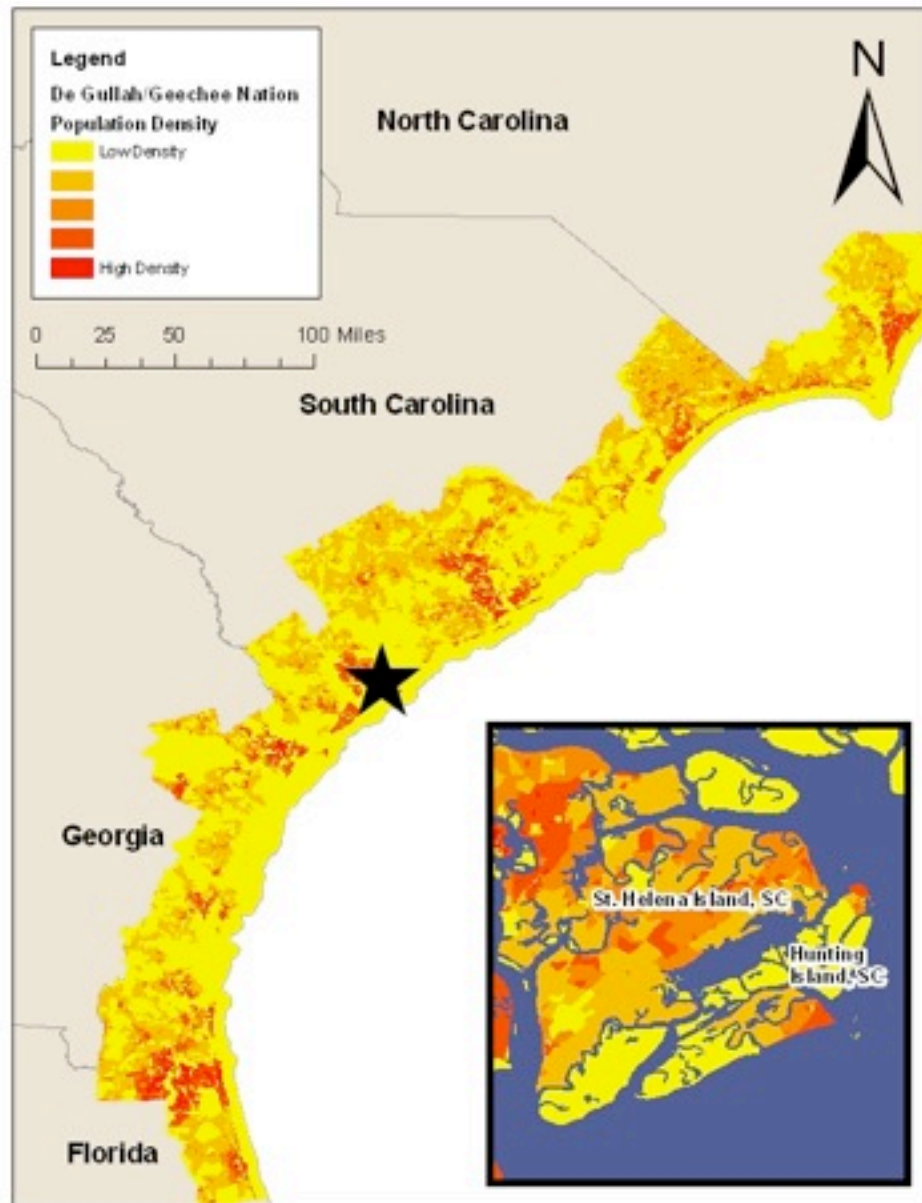 Legend
De Gullah/Geechee Nation
Population Density
Low Density
High Density
N
North Carolina
0 25 50 100 Miles
South Carolina
Georgia
St. Helena Island, SC
Hunting
Island, SC
Florida